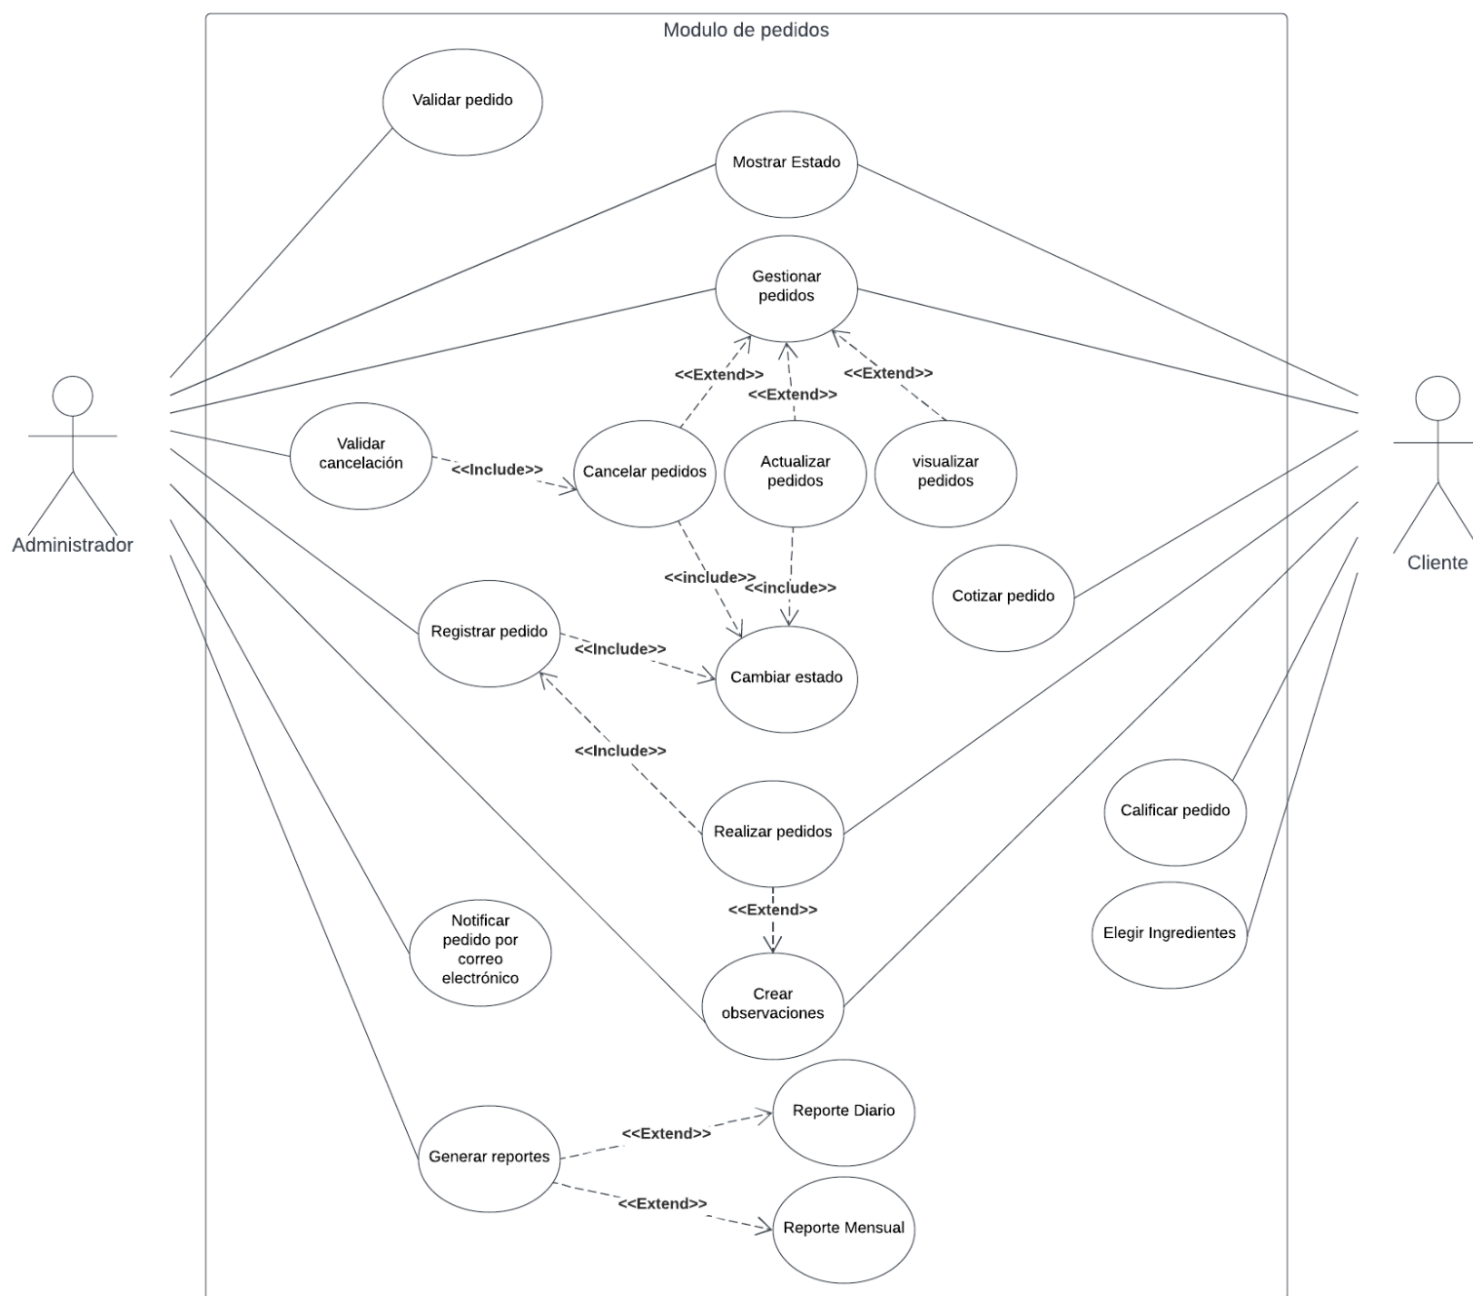 Modulo de pedidos
Validar pedido
Mostrar Estado
Gestionar
pedidos
<<Extend>>
<<Extend>>
<<Extend>>
Validar
cancelación
<<Include>>
Cancelar pedidos
Actualizar
pedidos
visualizar
pedidos
Administrador
Cliente
<<include>>
<<include>>
Cotizar pedido
Registrar pedido
<<Include>>
Cambiar estado
<<Include>>
Realizar pedidos
Calificar pedido
<<Extend>>
Notificar
pedido por
correo
electrónico
Elegir Ingredientes
Crear
observaciones
Reporte Diario
<<Extend>>
Generar reportes
<<Extend>>
Reporte Mensual